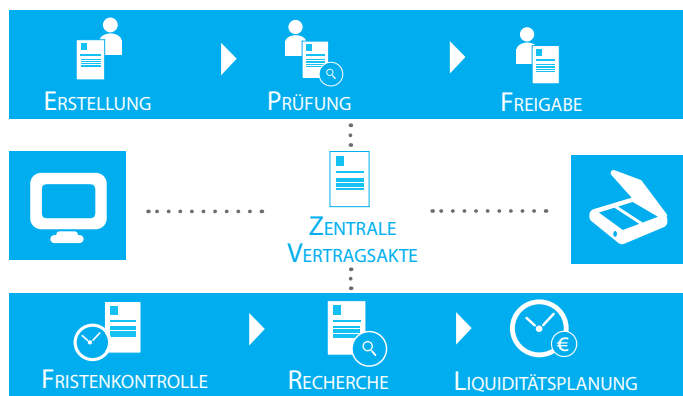 ERSTELLUNG
PRÜFUNG
FREIGABE
ZENTRALE
VERTRAGSAKTE
€
FRISTENKONTROLLE
RECHERCHE
LIQUIDITÄTSPLANUNG